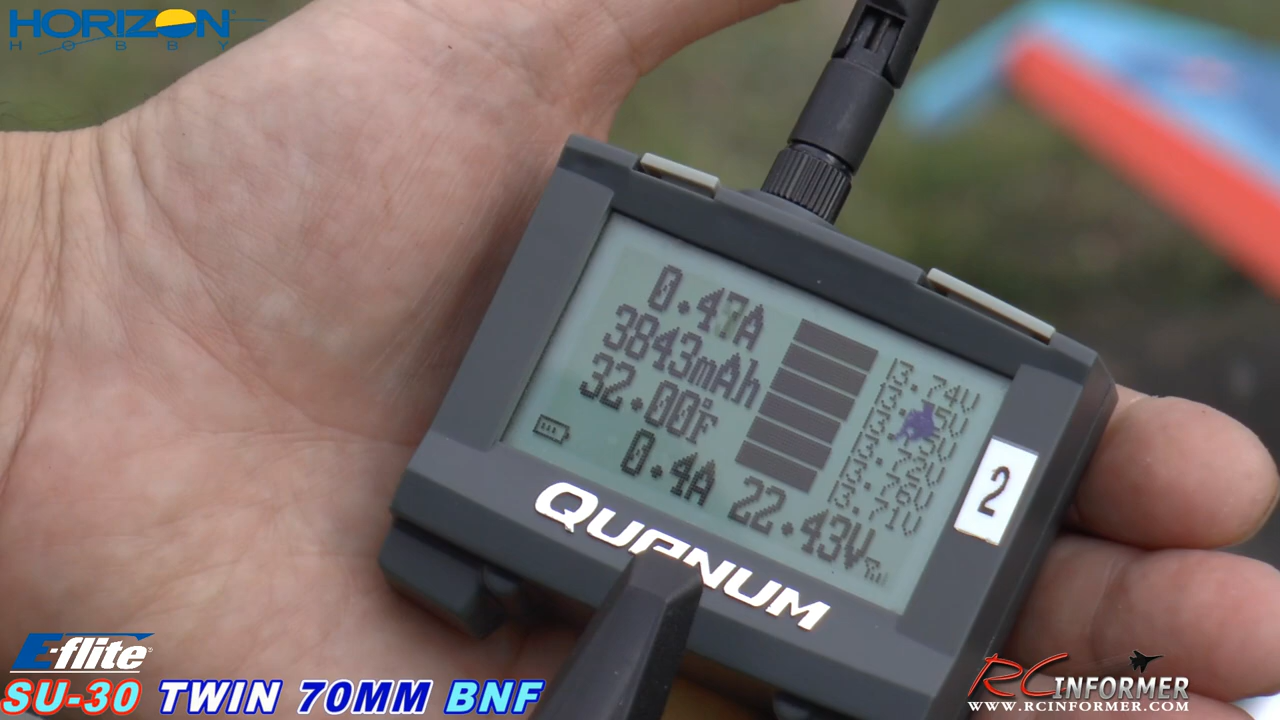 HORIZON
HOBBY
0.47A
3843mAh
32.00°F
0.4A
22.43V
3.74V
3.72V
3.76V
3.71V
2
QUANUM
E-flite®
SU-30 TWIN 70MM BNF
RCINFORMER
WWW.RCINFORMER.COM